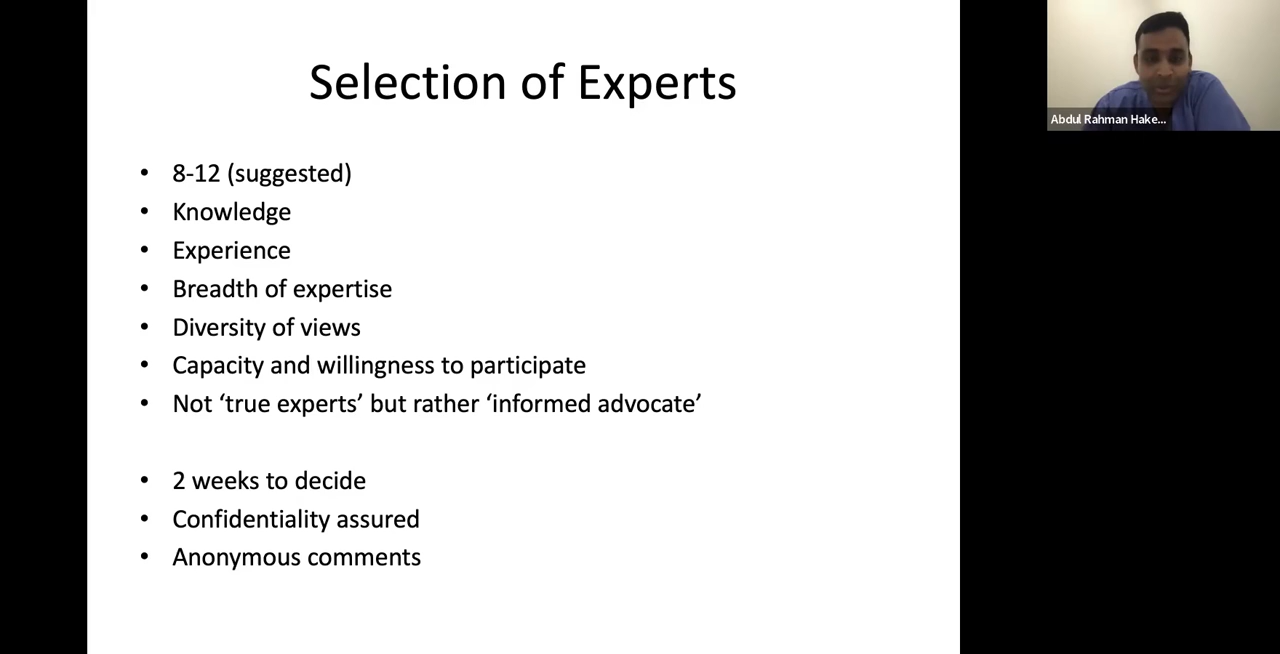 Selection of Experts
• 8-12 (suggested)
• Knowledge
• Experience
• Breadth of expertise
• Diversity of views
• Capacity and willingness to participate
• Not ‘true experts’ but rather ‘informed advocate’
• 2 weeks to decide
• Confidentiality assured
• Anonymous comments
Abdul Rahman Hake...